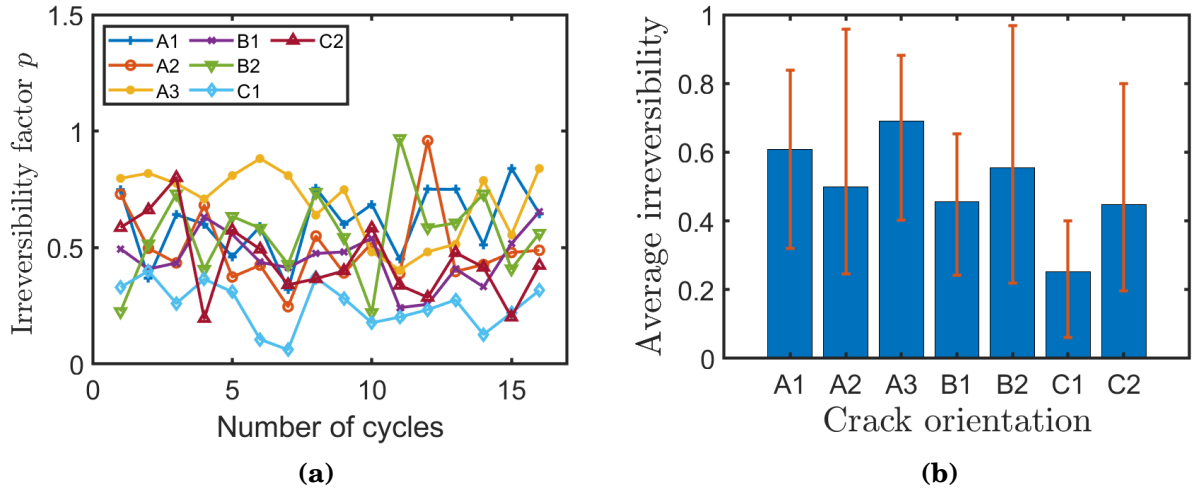 Irreversibility factor p
1.5
1
0.5
0
A1
B1
C2
A2
B2
A3
C1
0
5
10
15
Number of cycles
(a)
Average irreversibility
1
0.8
0.6
0.4
0.2
0
A1
A2
A3
B1
B2
C1
C2
Crack orientation
(b)